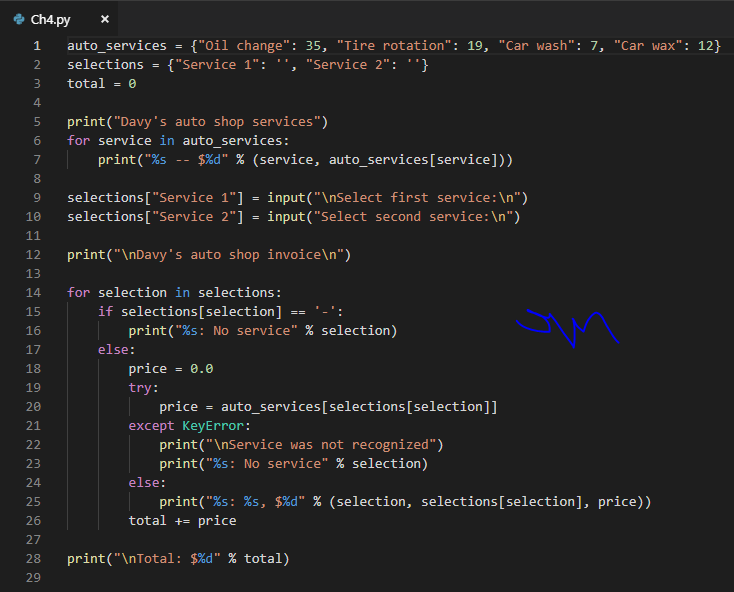 Ch4.py ×
1 auto_services = {"Oil change": 35, "Tire rotation": 19, "Car wash": 7, "Car wax": 12}
2 selections = {"Service 1": '', "Service 2": ''}
3 total = 0
4
5 print("Davy's auto shop services")
6 for service in auto_services:
7     print("%s -- $%d" % (service, auto_services[service]))
8
9 selections["Service 1"] = input("\nSelect first service:\n")
10 selections["Service 2"] = input("Select second service:\n")
11
12 print("\nDavy's auto shop invoice\n")
13
14 for selection in selections:
15     if selections[selection] == '-':
16         print("%s: No service" % selection)
17     else:
18         price = 0.0
19         try:
20             price = auto_services[selections[selection]]
21         except KeyError:
22             print("\nService was not recognized")
23             print("%s: No service" % selection)
24         else:
25             print("%s: %s, $%d" % (selection, selections[selection], price))
26         total += price
27
28 print("\nTotal: $%d" % total)
29